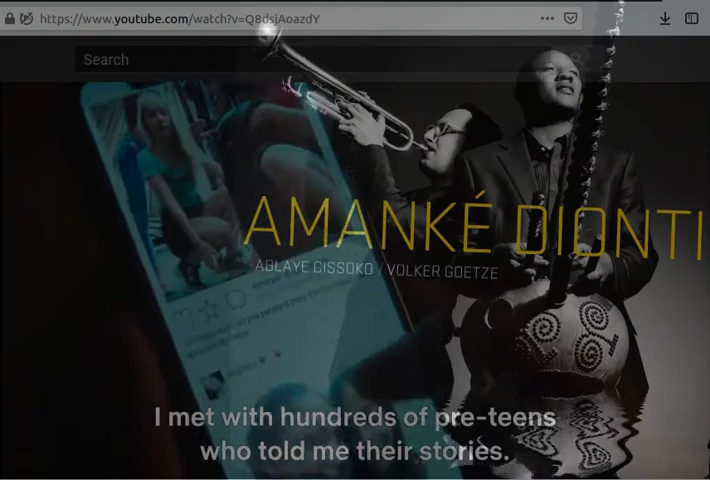 https://www.youtube.com/watch?v=Q8dsjAoazdY
Search
AMANKÉ DIONTI
ABLAYE CISSOKO / VOLKER GOETZE
I met with hundreds of pre-teens
who told me their stories.